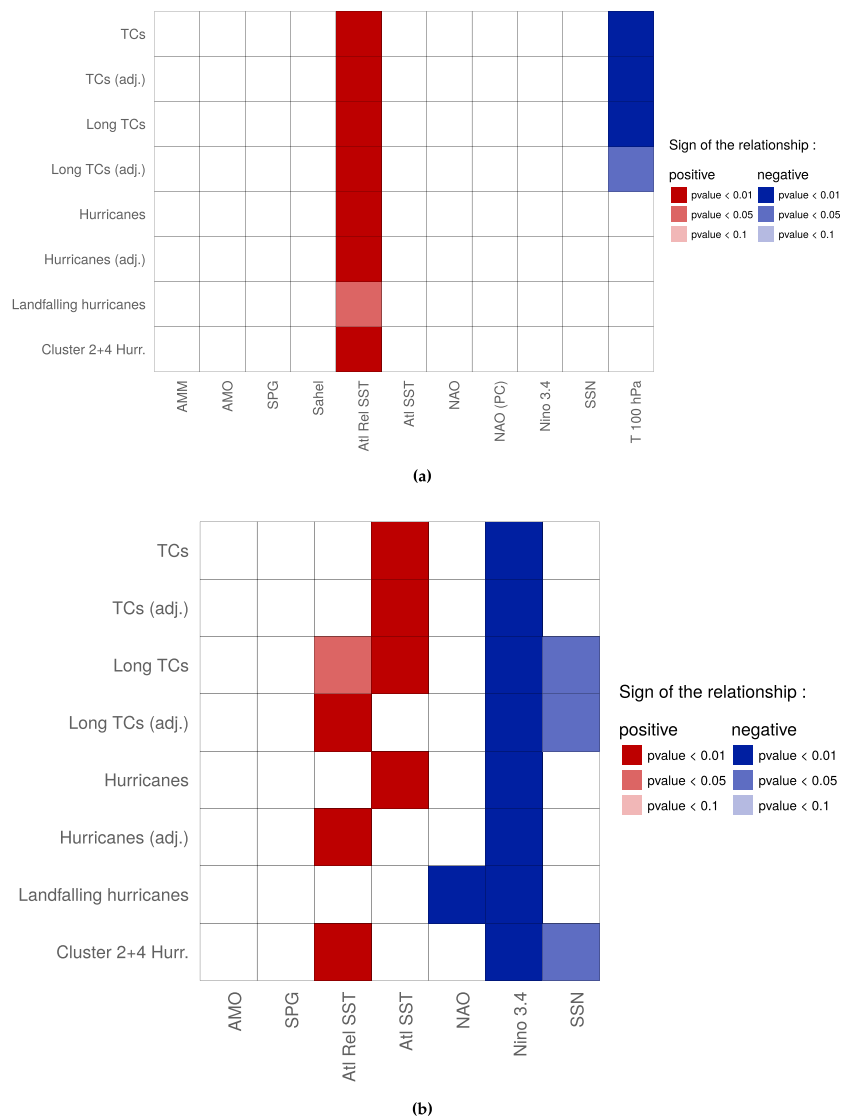 TCs
TCs (adj.)
Long TCs
Long TCs (adj.)
Hurricanes
Hurricanes (adj.)
Landfalling hurricanes
Cluster 2+4 Hurr.
AMM
AMO
SPG
Sahel
Atl Rel SST
Atl SST
NAO
NAO (PC)
Nino 3.4
SSN
T 100 hPa
Sign of the relationship :
positive negative
pvalue < 0.01 pvalue < 0.01
pvalue < 0.05 pvalue < 0.05
pvalue < 0.1 pvalue < 0.1
(a)
TCs
TCs (adj.)
Long TCs
Long TCs (adj.)
Hurricanes
Hurricanes (adj.)
Landfalling hurricanes
Cluster 2+4 Hurr.
AMO
SPG
Atl Rel SST
Atl SST
NAO
Nino 3.4
SSN
Sign of the relationship :
positive negative
pvalue < 0.01 pvalue < 0.01
pvalue < 0.05 pvalue < 0.05
pvalue < 0.1 pvalue < 0.1
(b)